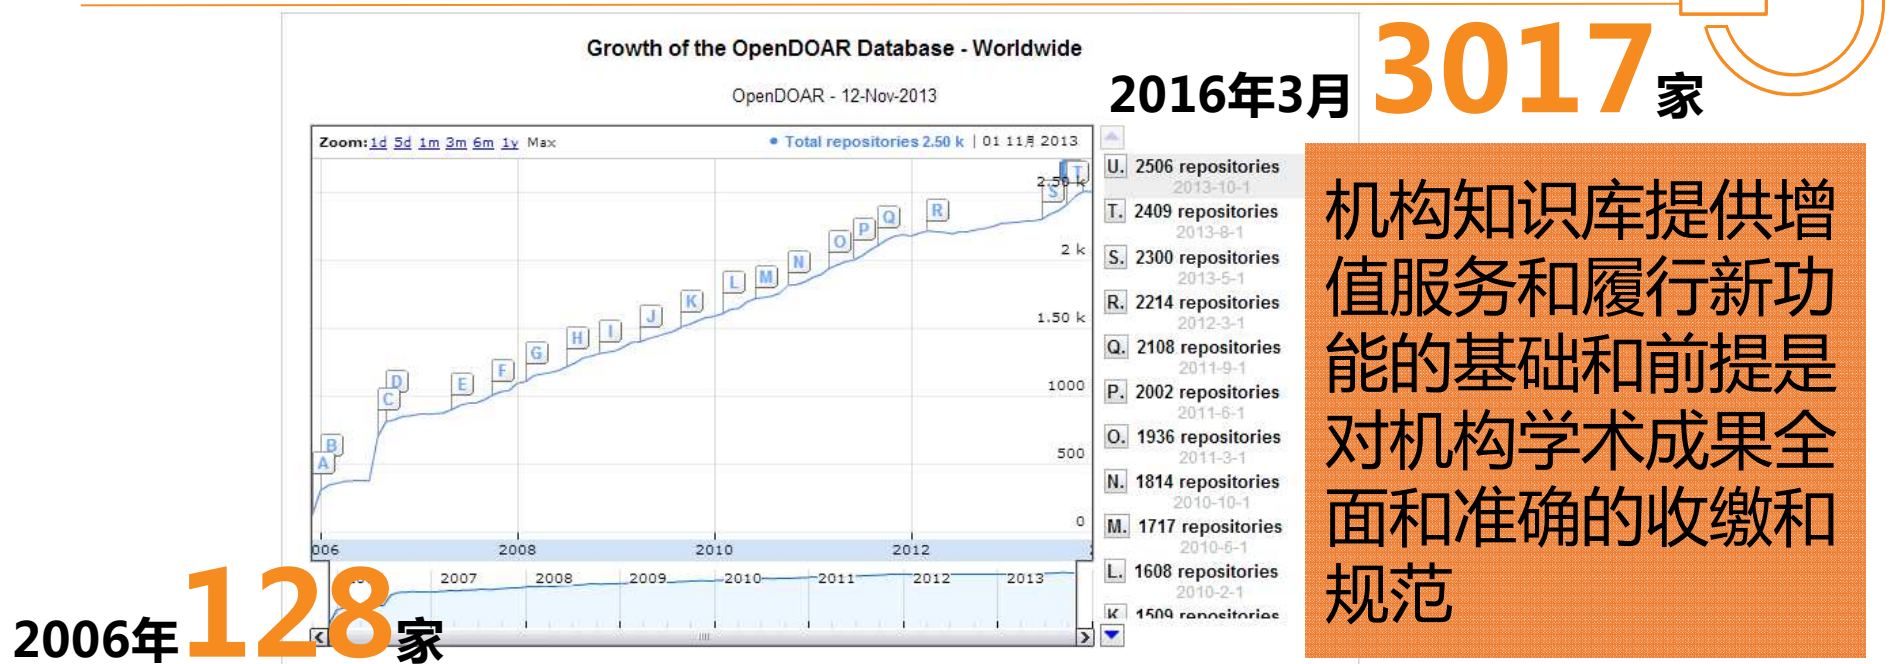 Growth of the OpenDOAR Database - Worldwide
OpenDOAR - 12-Nov-2013
2016年3月 3017家
Zoom: 1d 5d 1m 3m 6m 1y Max
Total repositories 2.50 k | 01 11月 2013
2.50 k
2 k
1.50 k
1000
500
0
A
B
C
D
E
F
G
H
I
J
K
L
M
N
O
P
Q
R
S
T
006 2008 2010 2012
2007 2008 2009 2010 2011 2012 2013
U. 2506 repositories
2013-10-1
T. 2409 repositories
2013-8-1
S. 2300 repositories
2013-5-1
R. 2214 repositories
2012-3-1
Q. 2108 repositories
2011-9-1
P. 2002 repositories
2011-6-1
O. 1936 repositories
2011-3-1
N. 1814 repositories
2010-10-1
M. 1717 repositories
2010-6-1
L. 1608 repositories
2010-2-1
K 1509 repositories
机构知识库提供增
值服务和履行新功
能的基础和前提是
对机构学术成果全
面和准确的收缴和
规范
2006年128家